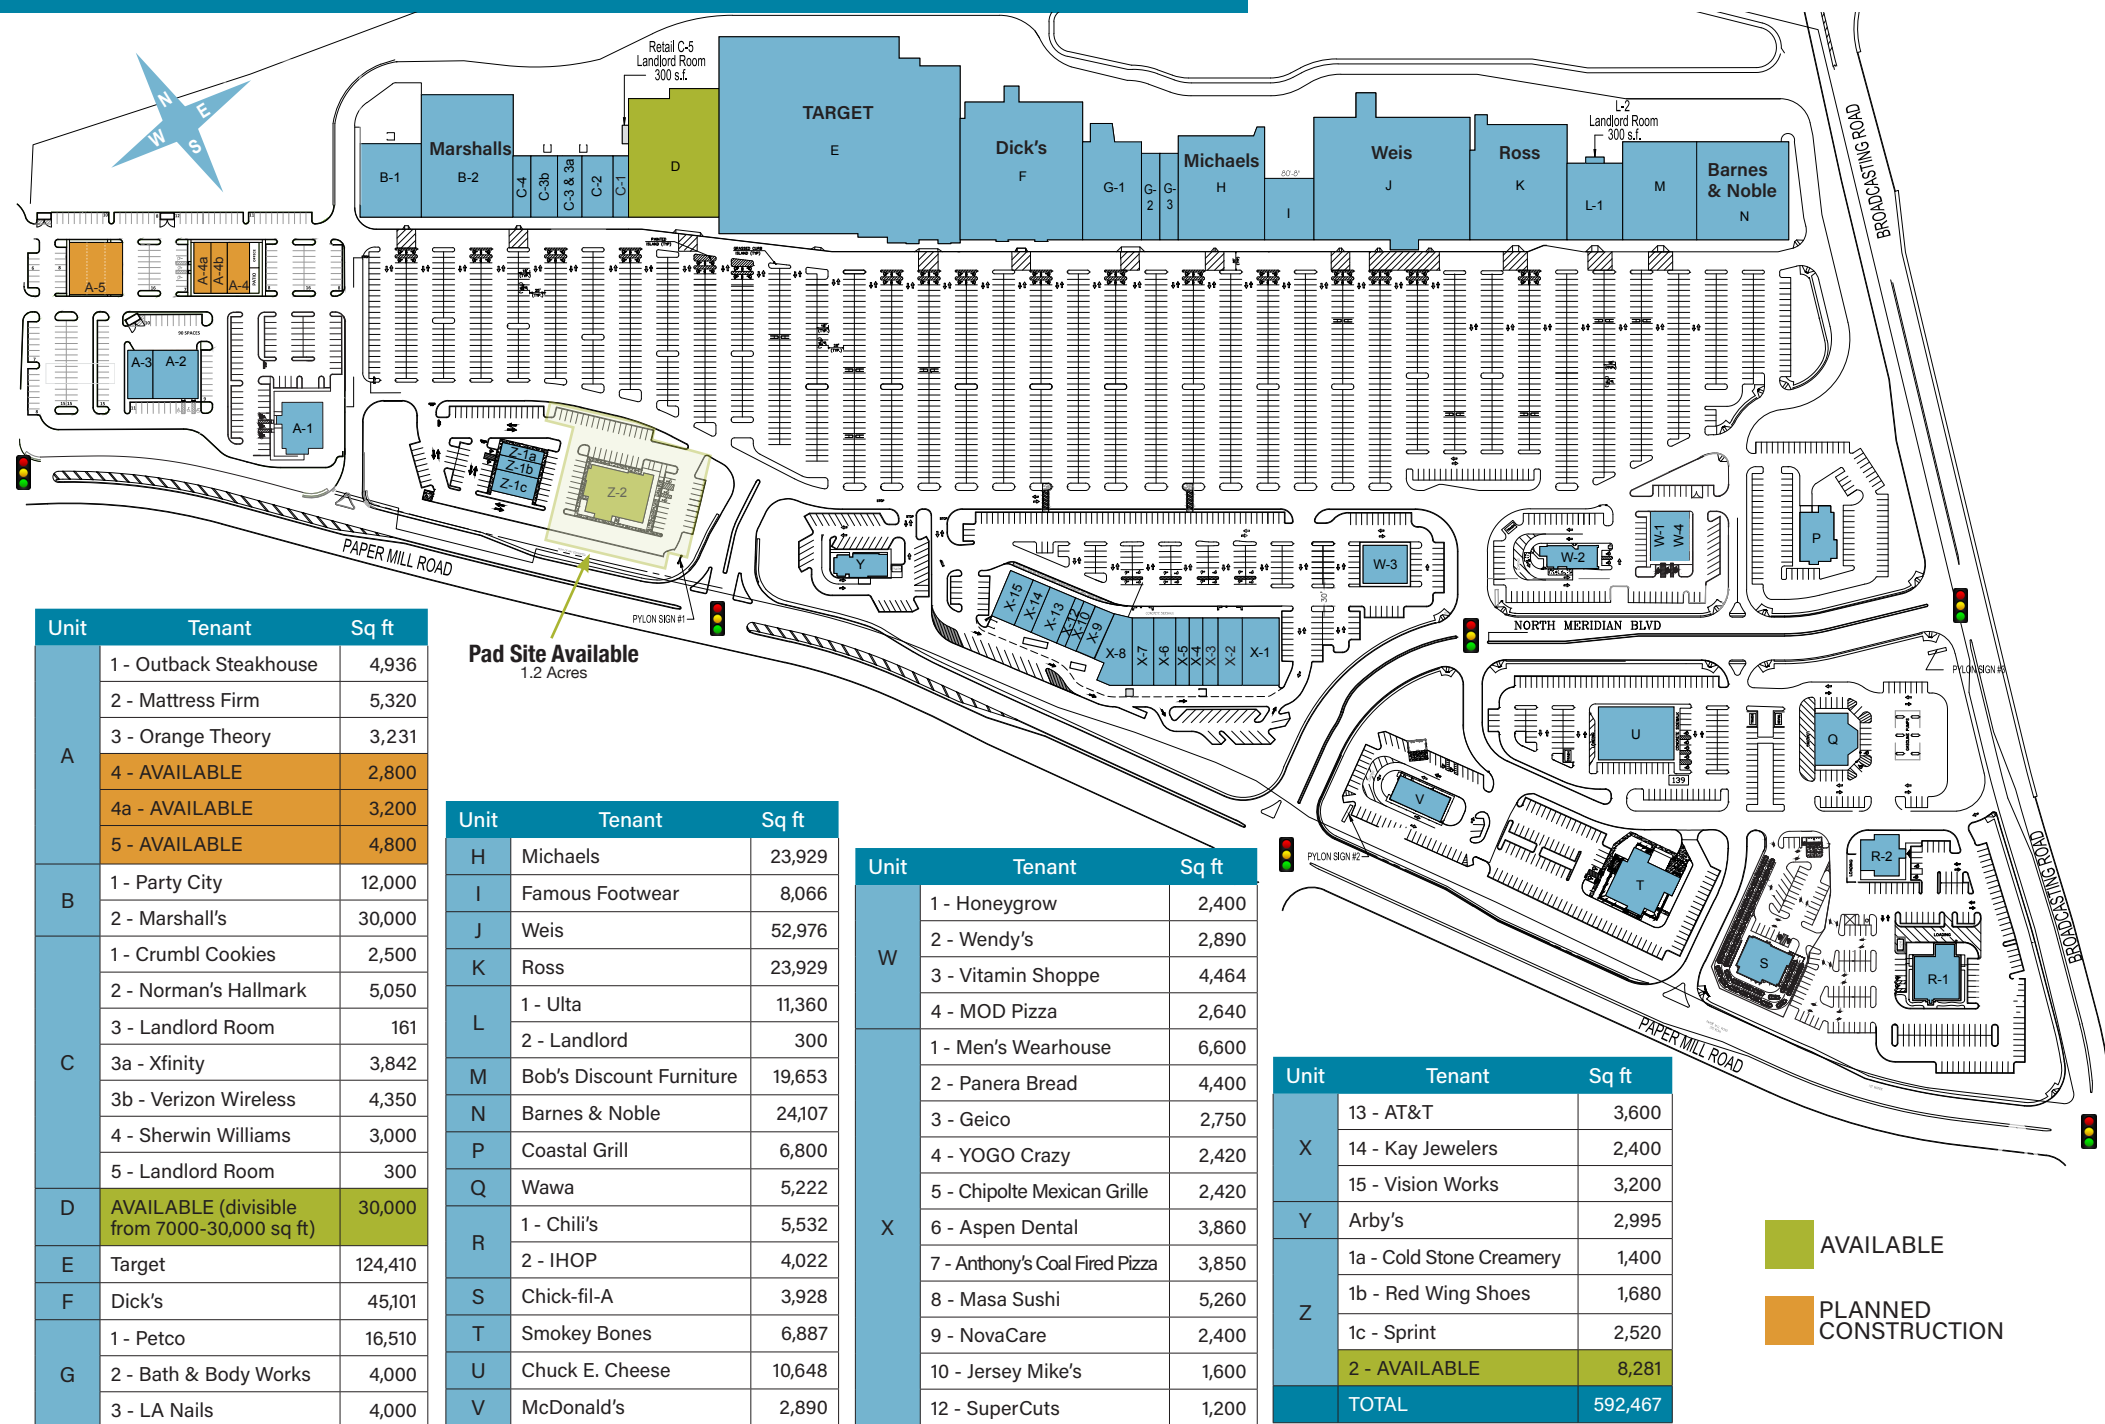 Retail C-5
Landlord Room
300 s.f.
N
E
W
S
TARGET
E
Marshalls
B-1
B-2
C-4
C-3b
C-3 & 3a
C-2
C-1
D
Dick's
F
G-1
G-2
G-3
Michaels
H
80'-8"
I
Weis
J
Ross
K
L-2
Landlord Room
300 s.f.
L-1
M
Barnes
& Noble
N
BROADCASTING ROAD
A-5
A-4a
A-4b
A-4
PATIO
90 SPACES
A-3
A-2
A-1
Z-1a
Z-1b
Z-1c
Z-2
PAPER MILL ROAD
PYLON SIGN #1
Pad Site Available
1.2 Acres
Y
X-15
X-14
X-13
X-12
X-10
X-9
X-8
X-7
X-6
X-5
X-4
X-3
X-2
X-1
30'
W-3
W-2
W-1
W-4
P
NORTH MERIDIAN BLVD
PYLON SIGN #3
U
139
Q
V
PYLON SIGN #2
T
S
R-2
LOADING
R-1
LOADING
BROADCASTING ROAD
PAPER MILL ROAD
Unit Tenant Sq ft
A
1 - Outback Steakhouse 4,936
2 - Mattress Firm 5,320
3 - Orange Theory 3,231
4 - AVAILABLE 2,800
4a - AVAILABLE 3,200
5 - AVAILABLE 4,800
B
1 - Party City 12,000
2 - Marshall's 30,000
C
1 - Crumbl Cookies 2,500
2 - Norman's Hallmark 5,050
3 - Landlord Room 161
3a - Xfinity 3,842
3b - Verizon Wireless 4,350
4 - Sherwin Williams 3,000
5 - Landlord Room 300
D AVAILABLE (divisible 30,000
from 7000-30,000 sq ft)
E Target 124,410
F Dick's 45,101
G
1 - Petco 16,510
2 - Bath & Body Works 4,000
3 - LA Nails 4,000
Unit Tenant Sq ft
H Michaels 23,929
I Famous Footwear 8,066
J Weis 52,976
K Ross 23,929
L
1 - Ulta 11,360
2 - Landlord 300
M Bob's Discount Furniture 19,653
N Barnes & Noble 24,107
P Coastal Grill 6,800
Q Wawa 5,222
R
1 - Chili's 5,532
2 - IHOP 4,022
S Chick-fil-A 3,928
T Smokey Bones 6,887
U Chuck E. Cheese 10,648
V McDonald's 2,890
Unit Tenant Sq ft
W
1 - Honeygrow 2,400
2 - Wendy's 2,890
3 - Vitamin Shoppe 4,464
4 - MOD Pizza 2,640
X
1 - Men's Wearhouse 6,600
2 - Panera Bread 4,400
3 - Geico 2,750
4 - YOGO Crazy 2,420
5 - Chipolte Mexican Grille 2,420
6 - Aspen Dental 3,860
7 - Anthony's Coal Fired Pizza 3,850
8 - Masa Sushi 5,260
9 - NovaCare 2,400
10 - Jersey Mike's 1,600
12 - SuperCuts 1,200
Unit Tenant Sq ft
X
13 - AT&T 3,600
14 - Kay Jewelers 2,400
15 - Vision Works 3,200
Y Arby's 2,995
Z
1a - Cold Stone Creamery 1,400
1b - Red Wing Shoes 1,680
1c - Sprint 2,520
2 - AVAILABLE 8,281
TOTAL 592,467
AVAILABLE
PLANNED
CONSTRUCTION